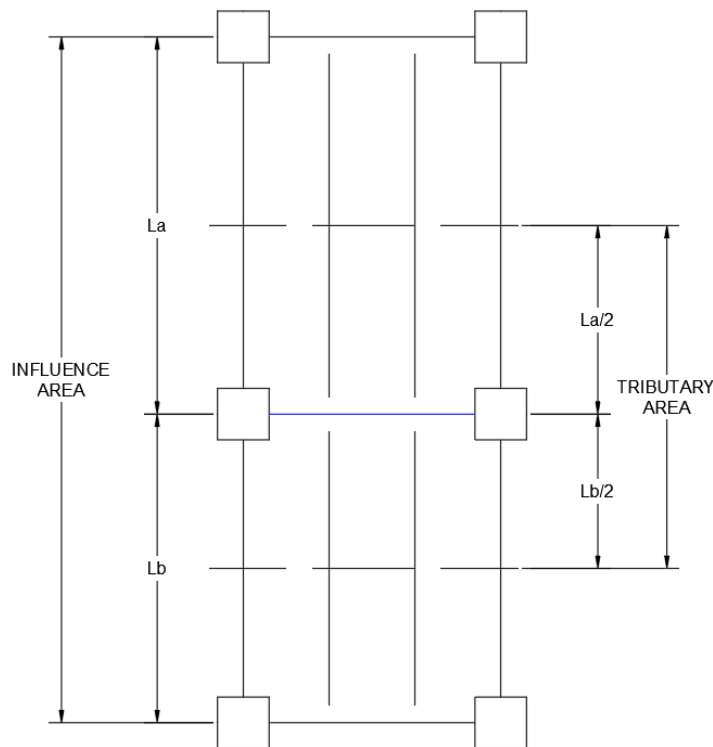 La
La/2
INFLUENCE
AREA
TRIBUTARY
AREA
Lb/2
Lb